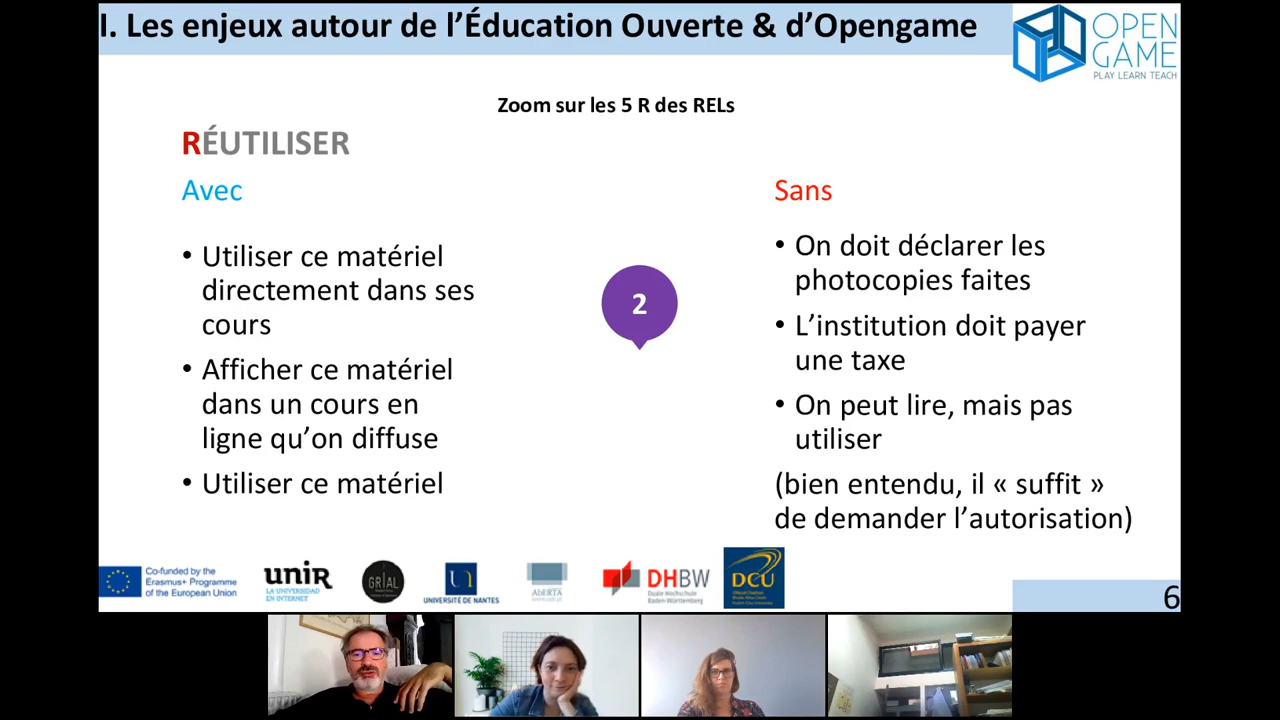 I. Les enjeux autour de l’Éducation Ouverte & d’Opengame
OPEN
GAME
PLAY LEARN TEACH
Zoom sur les 5 R des RELs
RÉUTILISER
Avec
• Utiliser ce matériel
directement dans ses
cours
• Afficher ce matériel
dans un cours en
ligne qu’on diffuse
• Utiliser ce matériel
2
Sans
• On doit déclarer les
photocopies faites
• L’institution doit payer
une taxe
• On peut lire, mais pas
utiliser
(bien entendu, il « suffit »
de demander l’autorisation)
Co-funded by the
Erasmus+ Programme
of the European Union
unir
LA UNIVERSIDAD
EN INTERNET
GRIAL
UNIVERSITÉ DE NANTES
DHBW
Duale Hochschule
Baden-Württemberg
DCU
6